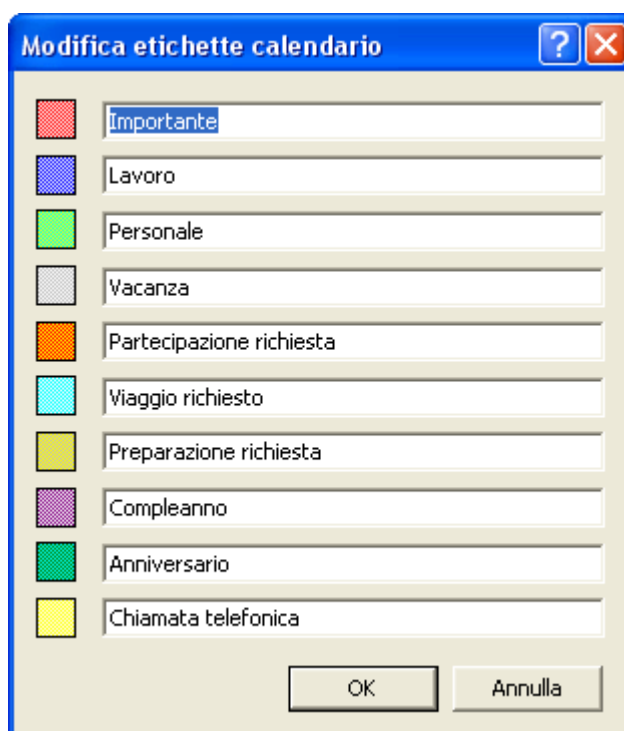 Modifica etichette calendario
Importante
Lavoro
Personale
Vacanza
Partecipazione richiesta
Viaggio richiesto
Preparazione richiesta
Compleanno
Anniversario
Chiamata telefonica
OK Annulla